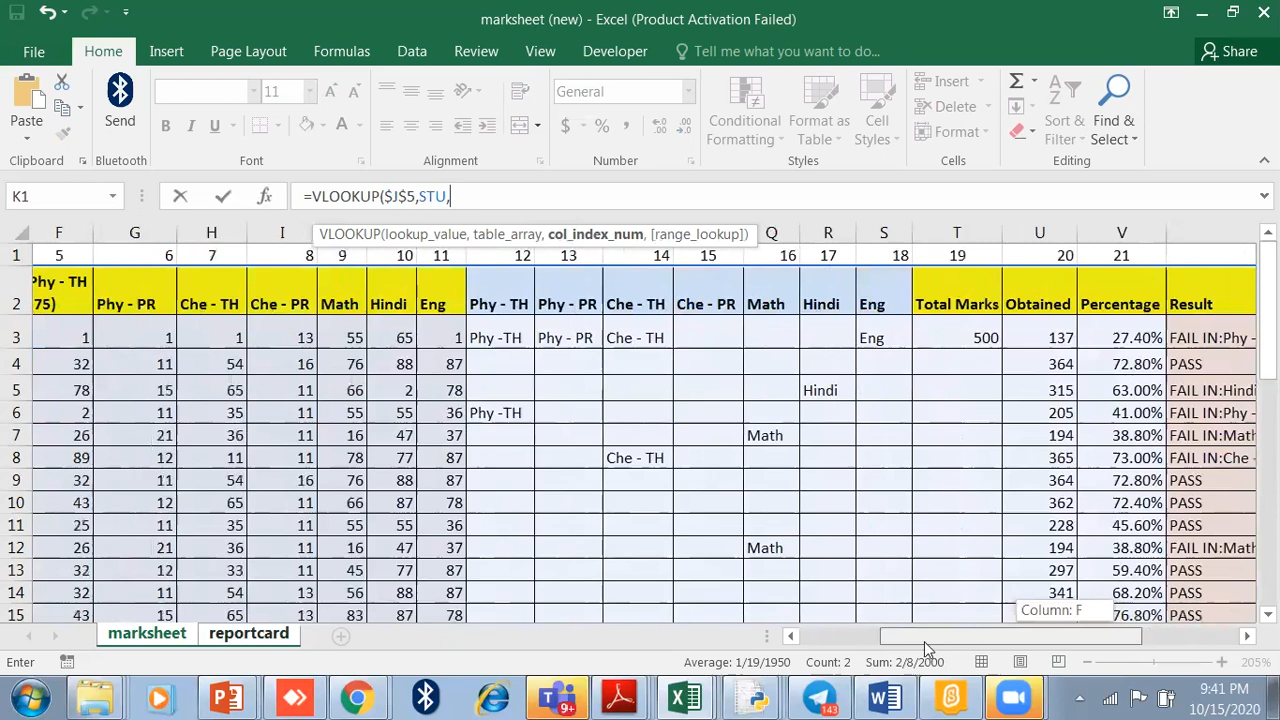 marksheet (new) - Excel (Product Activation Failed)
File Home Insert Page Layout Formulas Data Review View Developer Tell me what you want to do... Share
11 General Insert
Paste Send Conditional Format as Cell Delete Sort & Find &
Formatting Table Styles Format Filter Select
Clipboard Bluetooth Font Alignment Number Styles Cells Editing
K1 =VLOOKUP($J$5,STU,
VLOOKUP(lookup_value, table_array, col_index_num, [range_lookup])
F G H I Q R S T U V
1 5 6 7 8 9 10 11 12 13 14 15 16 17 18 19 20 21
Phy - TH
2 75) Phy - PR Che - TH Che - PR Math Hindi Eng Phy - TH Phy - PR Che - TH Che - PR Math Hindi Eng Total Marks Obtained Percentage Result
3 1 1 1 13 55 65 1 Phy -TH Phy - PR Che - TH Eng 500 137 27.40% FAIL IN:Phy -
4 32 11 54 16 76 88 87 364 72.80% PASS
5 78 15 65 11 66 2 78 Hindi 315 63.00% FAIL IN:Hindi
6 2 11 35 11 55 55 36 Phy -TH 205 41.00% FAIL IN:Phy -
7 26 21 36 11 16 47 37 Math 194 38.80% FAIL IN:Math
8 89 12 11 11 78 77 87 Che - TH 365 73.00% FAIL IN:Che -
9 32 11 54 16 76 88 87 364 72.80% PASS
10 43 12 65 11 66 87 78 362 72.40% PASS
11 25 11 35 11 55 55 36 228 45.60% PASS
12 26 21 36 11 16 47 37 Math 194 38.80% FAIL IN:Math
13 32 12 33 11 45 77 87 297 59.40% PASS
14 32 11 54 13 56 88 87 341 68.20% PASS
15 43 15 65 13 83 87 78 76.80% PASS
Column: F
marksheet reportcard
Enter Average: 1/19/1950 Count: 2 Sum: 2/8/2000 205%
9+ 143 9:41 PM
10/15/2020